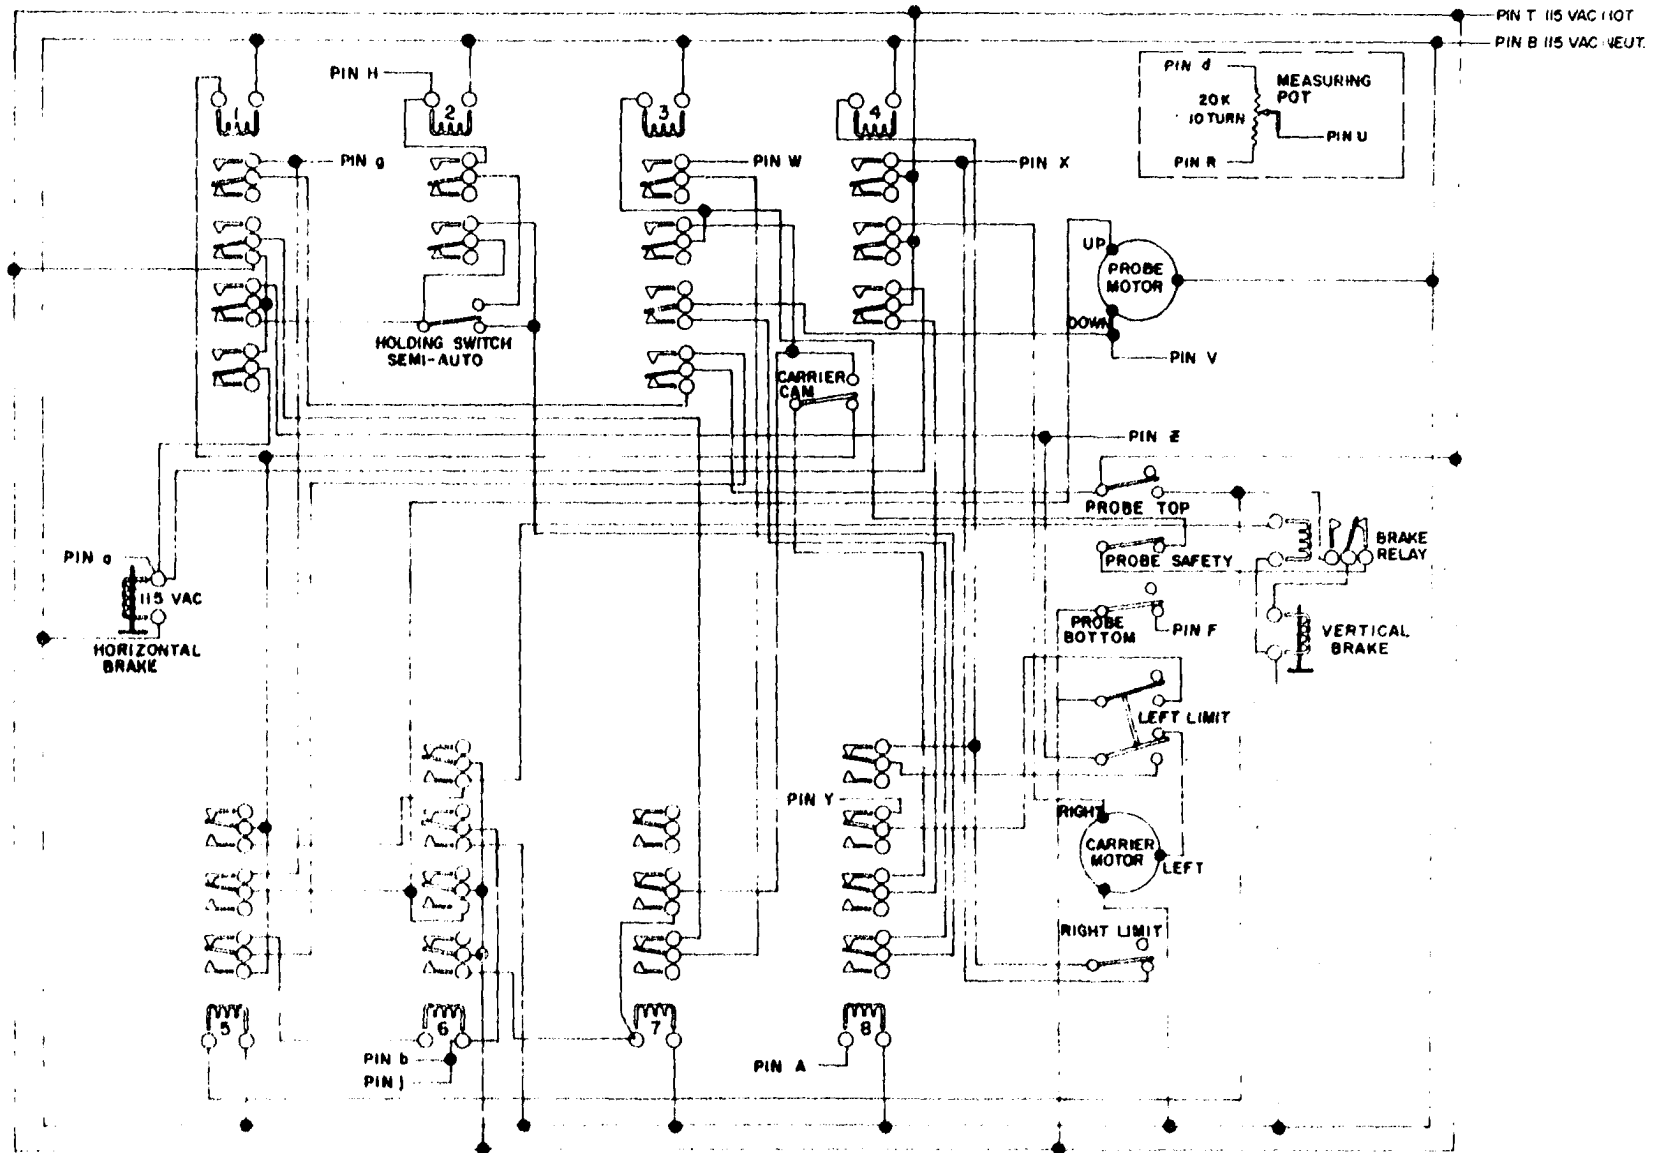 PIN T 115 VAC HOT
PIN B 115 VAC NEUT.
PIN H
PIN d
MEASURING
POT
20K
10 TURN
PIN U
PIN R
1
2
3
4
PIN g
PIN W
PIN X
UP
PROBE
MOTOR
DOWN
PIN V
HOLDING SWITCH
SEMI-AUTO
CARRIER
CAM
PIN Z
PROBE TOP
BRAKE
RELAY
PROBE SAFETY
PIN a
115 VAC
HORIZONTAL
BRAKE
PROBE
BOTTOM
PIN F
VERTICAL
BRAKE
LEFT LIMIT
PIN Y
RIGHT
CARRIER
MOTOR
LEFT
RIGHT LIMIT
5
6
7
8
PIN b
PIN j
PIN A